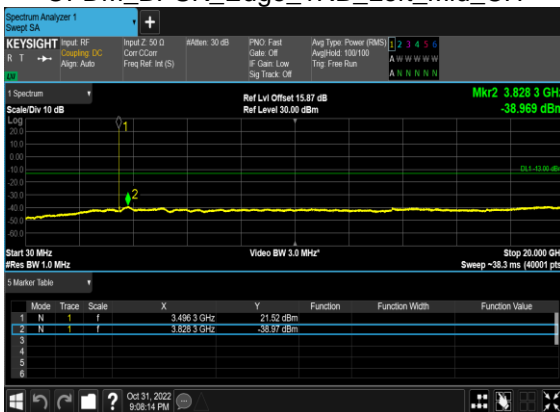 Spectrum Analyzer 1
Swept SA
KEYSIGHT
R T
LV
Input: RF
Coupling: DC
Align: Auto
Input Z: 50 Ω
Corr CCorr
Freq Ref: Int (S)
#Atten: 30 dB
PNO: Fast
Gate: Off
IF Gain: Low
Sig Track: Off
Avg Type: Power (RMS)
Avg|Hold: 100/100
Trig: Free Run
1 2 3 4 5 6
A W W W W W
A N N N N N
1 Spectrum
Scale/Div 10 dB
Ref Lvl Offset 15.87 dB
Ref Level 30.00 dBm
Mkr2 3.828 3 GHz
-38.969 dBm
Log
20.0
10.0
0.00
-10.0
-20.0
-30.0
-40.0
-50.0
-60.0
1
2
DL1 -13.00 dBm
Start 30 MHz
#Res BW 1.0 MHz
Video BW 3.0 MHz*
Stop 20.000 GHz
Sweep ~38.3 ms (40001 pts)
5 Marker Table
Mode Trace Scale X Y Function Function Width Function Value
1 N 1 f 3.496 3 GHz 21.52 dBm
2 N 1 f 3.828 3 GHz -38.97 dBm
3
4
5
6
?
Oct 31, 2022
9:08:14 PM